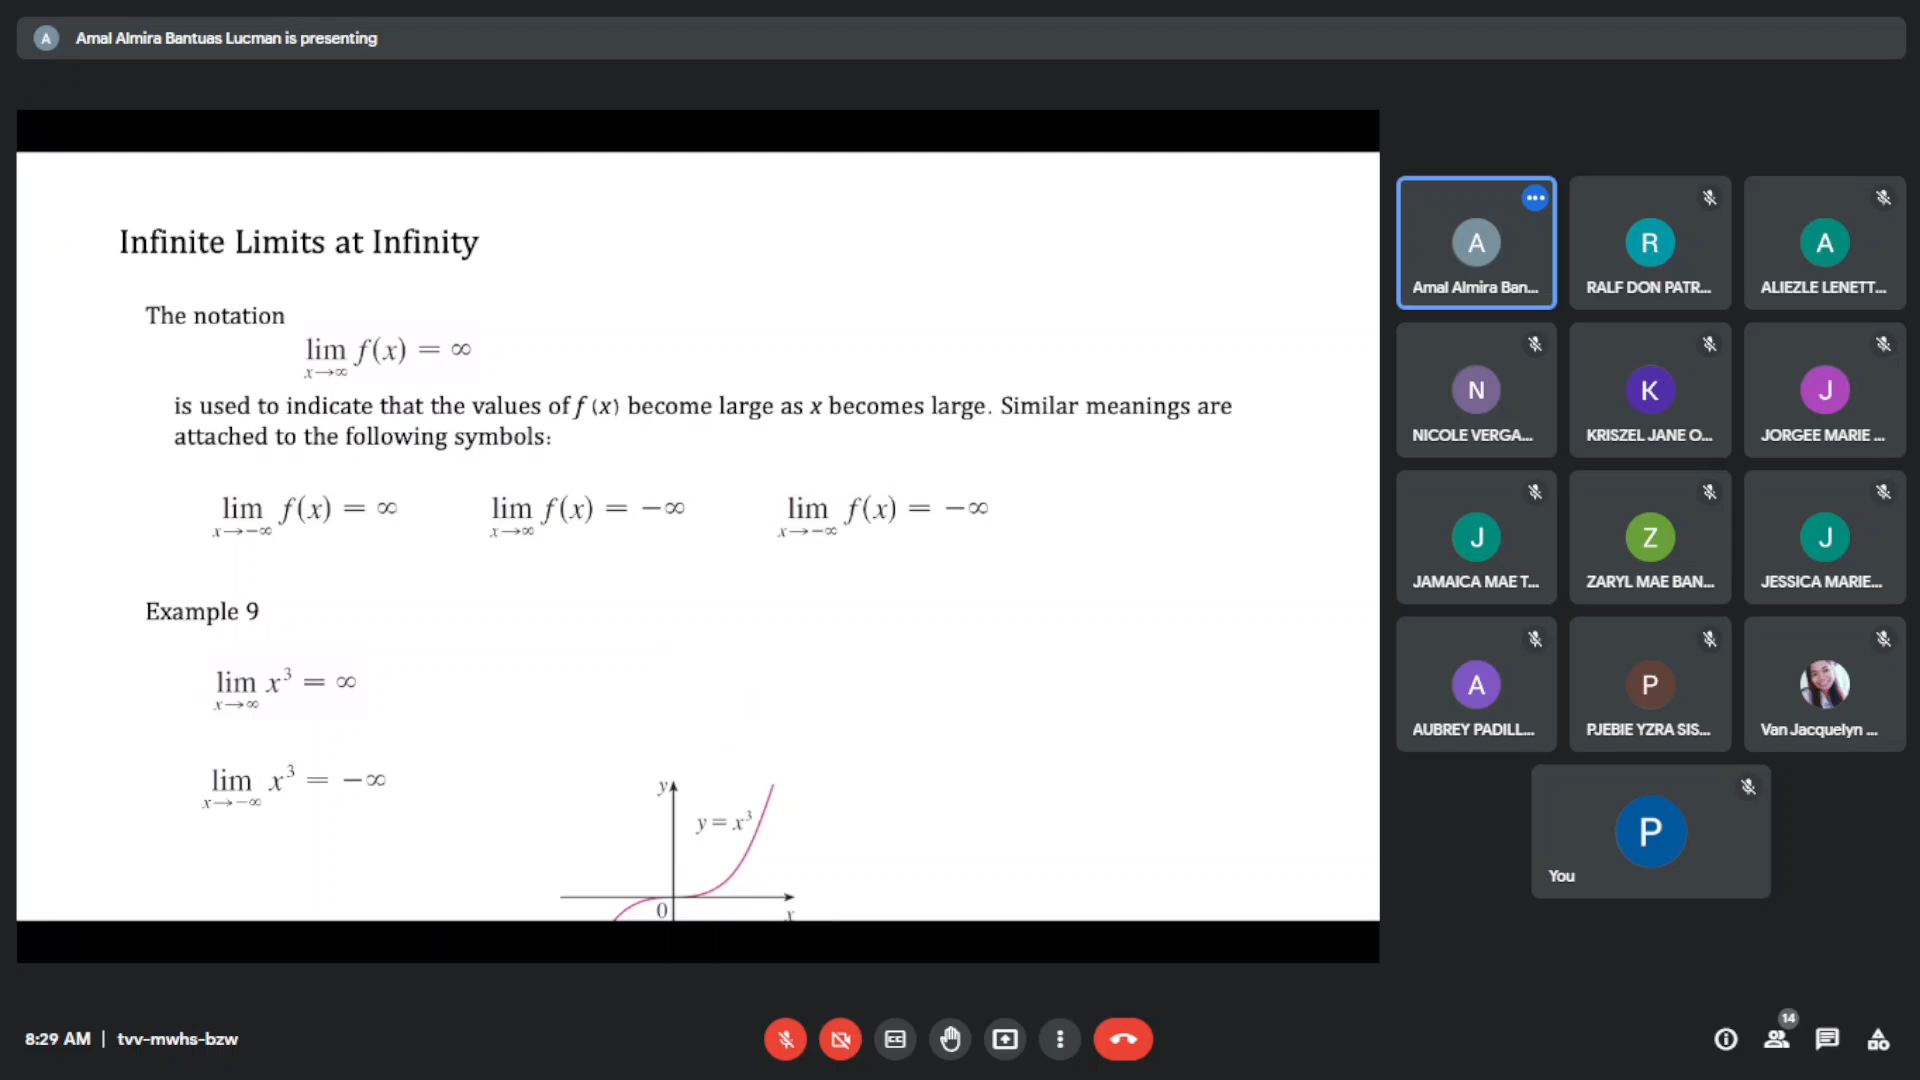 A Amal Almira Bantuas Lucman is presenting
Infinite Limits at Infinity
The notation
lim f(x) = ∞
x→∞
is used to indicate that the values of f (x) become large as x becomes large. Similar meanings are
attached to the following symbols:
lim f(x) = ∞ lim f(x) = −∞ lim f(x) = −∞
x→−∞ x→∞ x→−∞
Example 9
lim x³ = ∞
x→∞
lim x³ = −∞
x→−∞
y
y = x³
0
x
A
Amal Almira Ban...
R
RALF DON PATR...
A
ALIEZLE LENETT...
N
NICOLE VERGA...
K
KRISZEL JANE O...
J
JORGEE MARIE ...
J
JAMAICA MAE T...
Z
ZARYL MAE BAN...
J
JESSICA MARIE...
A
AUBREY PADILL...
P
PJEBIE YZRA SIS...
Van Jacquelyn ...
P
You
8:29 AM | tvv-mwhs-bzw
14